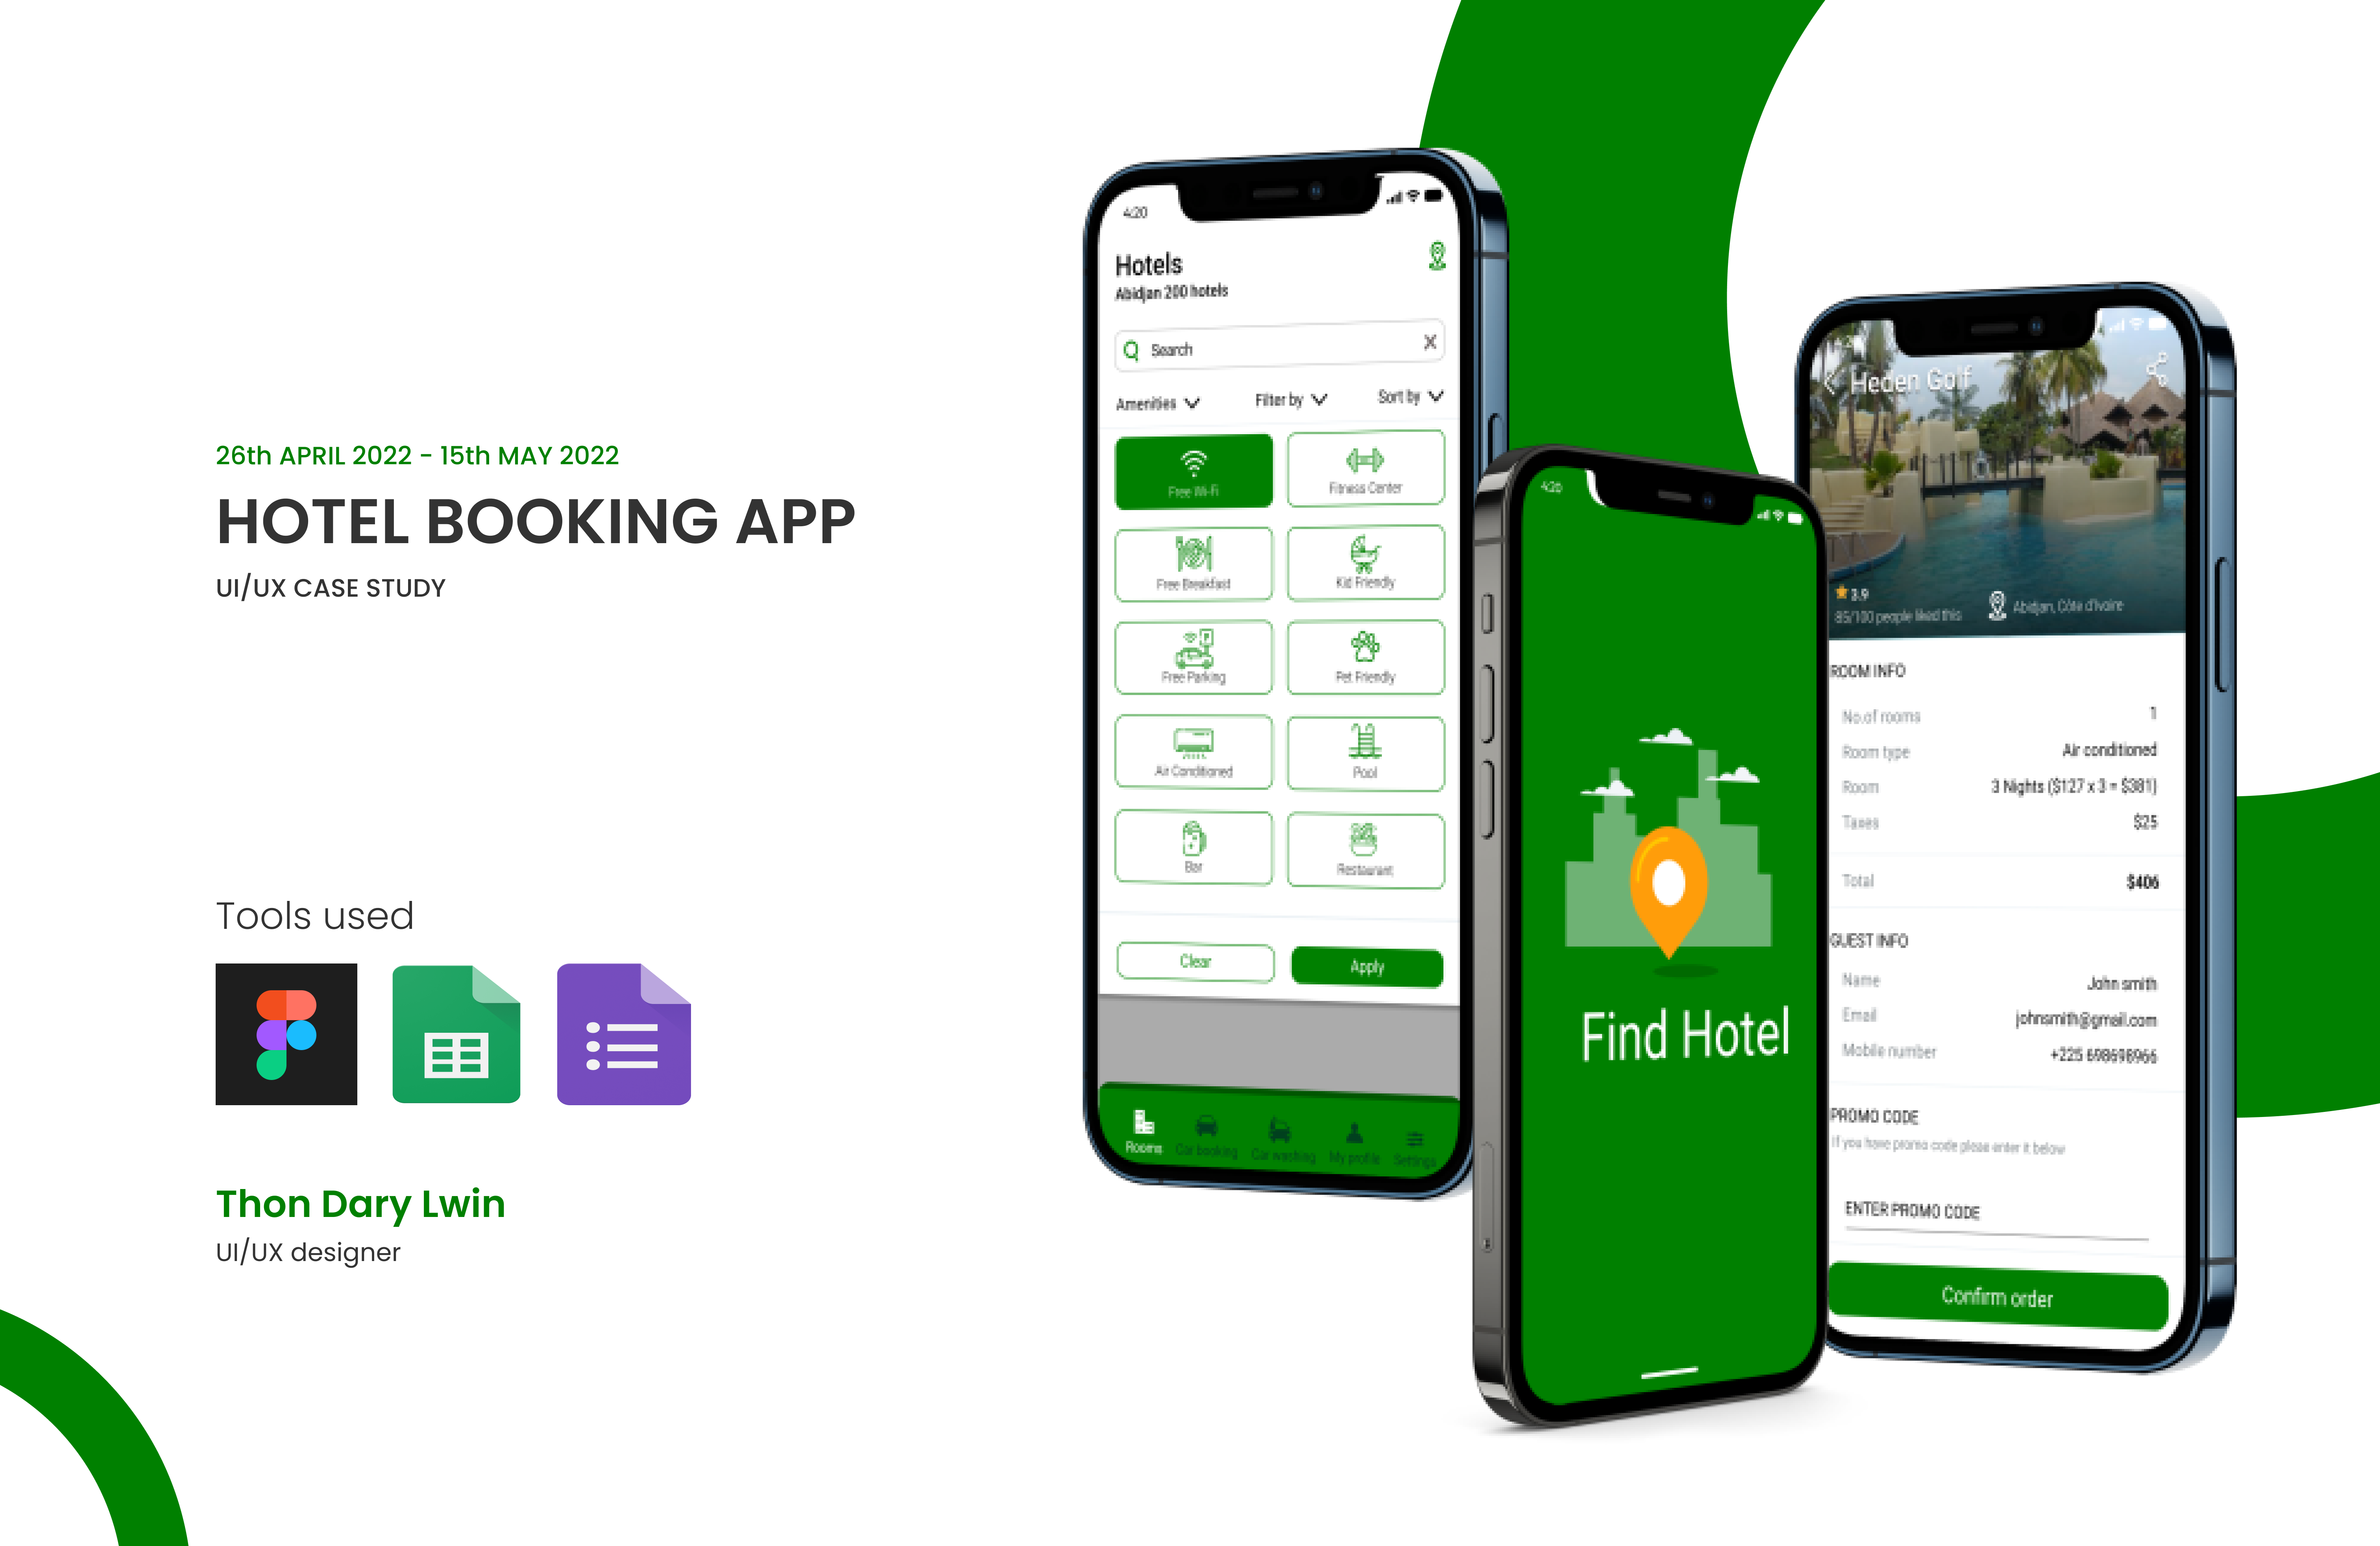 26th APRIL 2022 - 15th MAY 2022
HOTEL BOOKING APP
UI/UX CASE STUDY
Tools used
Thon Dary Lwin
UI/UX designer
4:20
Hotels
Abidjan 200 hotels
Search
Amenities Filter by Sort by
Free Wi-Fi Fitness Center
Free Breakfast Kid Friendly
Free Parking Pet Friendly
Air Conditioned Pool
Bar Restaurant
Clear Apply
Rooms Car booking Car washing My profile Settings
4:20
Find Hotel
Heden Golf
3.9
85/100 people liked this Abidjan, Côte d'Ivoire
ROOM INFO
No.of rooms 1
Room type Air conditioned
Room 3 Nights ($127 x 3 = $381)
Taxes $25
Total $406
GUEST INFO
Name John smith
Email johnsmith@gmail.com
Mobile number +225 698698966
PROMO CODE
If you have promo code pleas enter it below
ENTER PROMO CODE
Confirm order